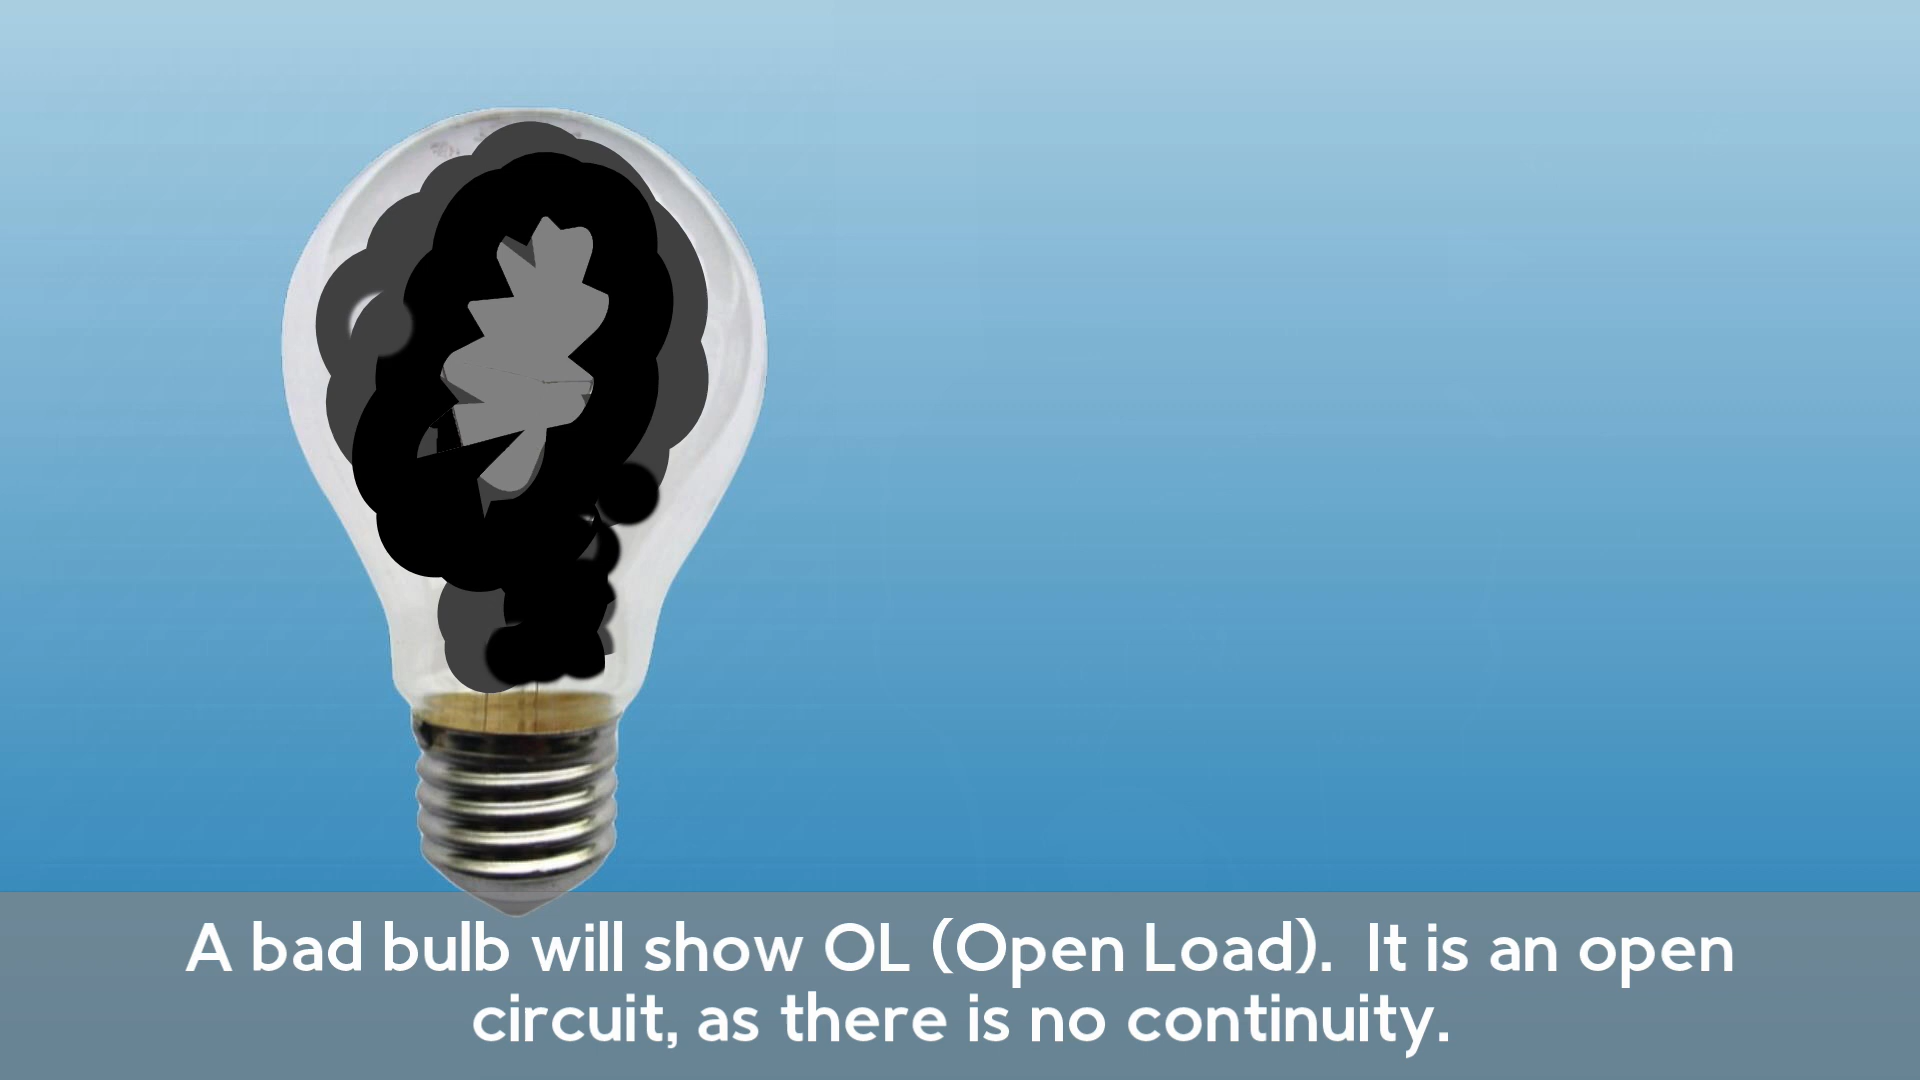 A bad bulb will show OL (Open Load).  It is an open
circuit, as there is no continuity.